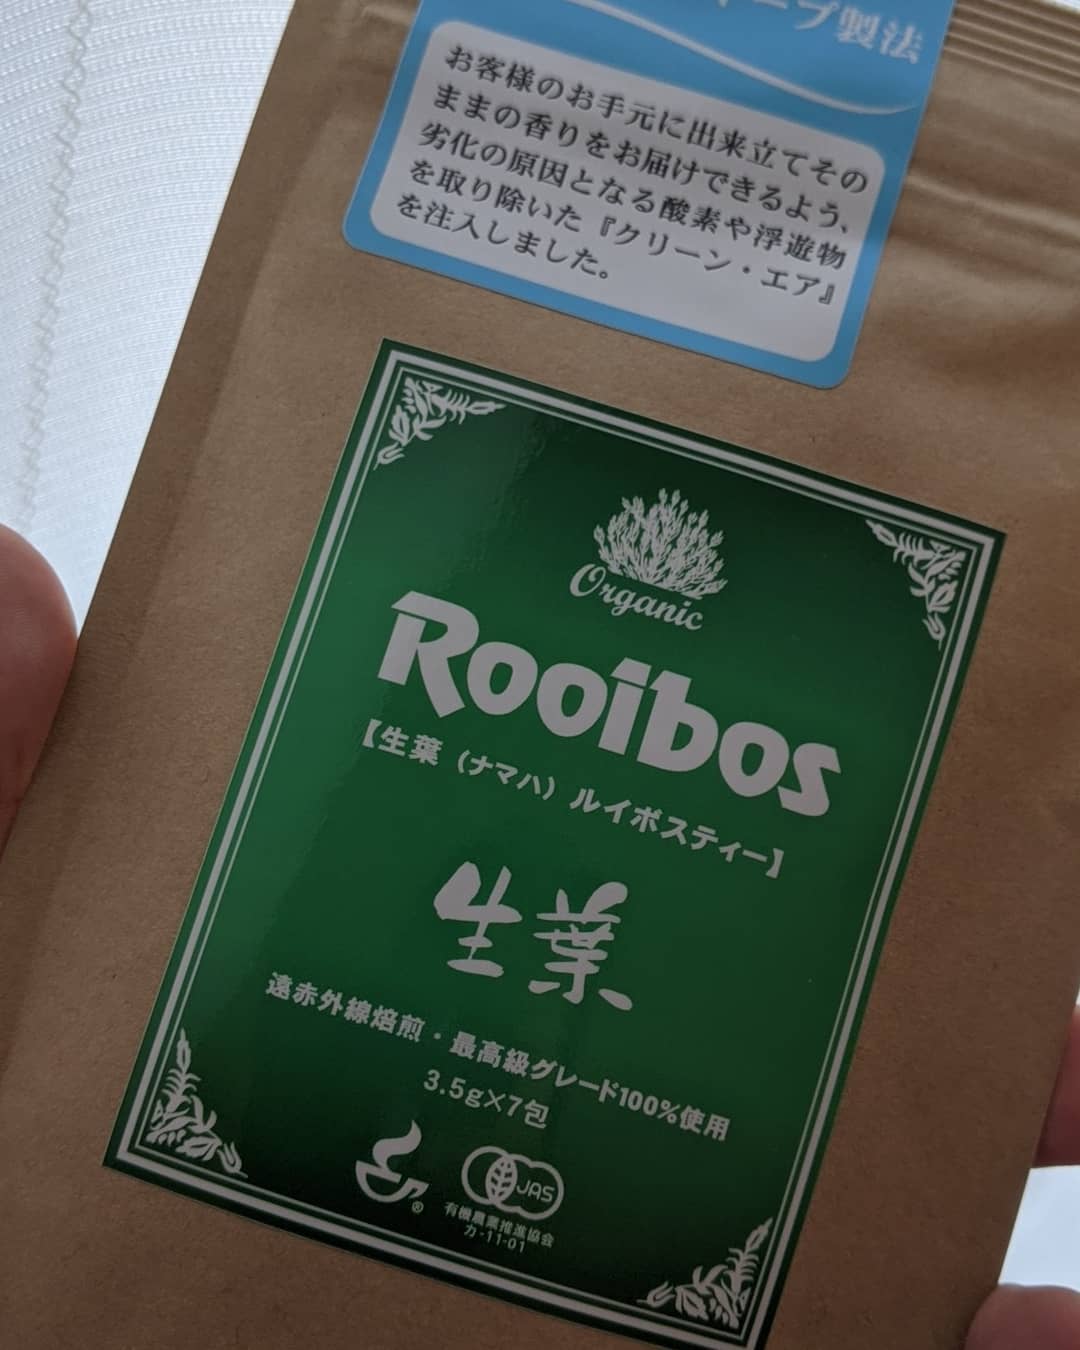 製法
お客様のお手元に出来立てその
ままの香りをお届けできるよう、
劣化の原因となる酸素や浮遊物
を取り除いた『クリーン・エア』
を注入しました。
Organic
Rooibos
【生葉（ナマハ）ルイボスティー】
生葉
遠赤外線焙煎・最高級グレード100%使用
3.5g×7包
®
JAS
有機農業推進協会
カ-11-01